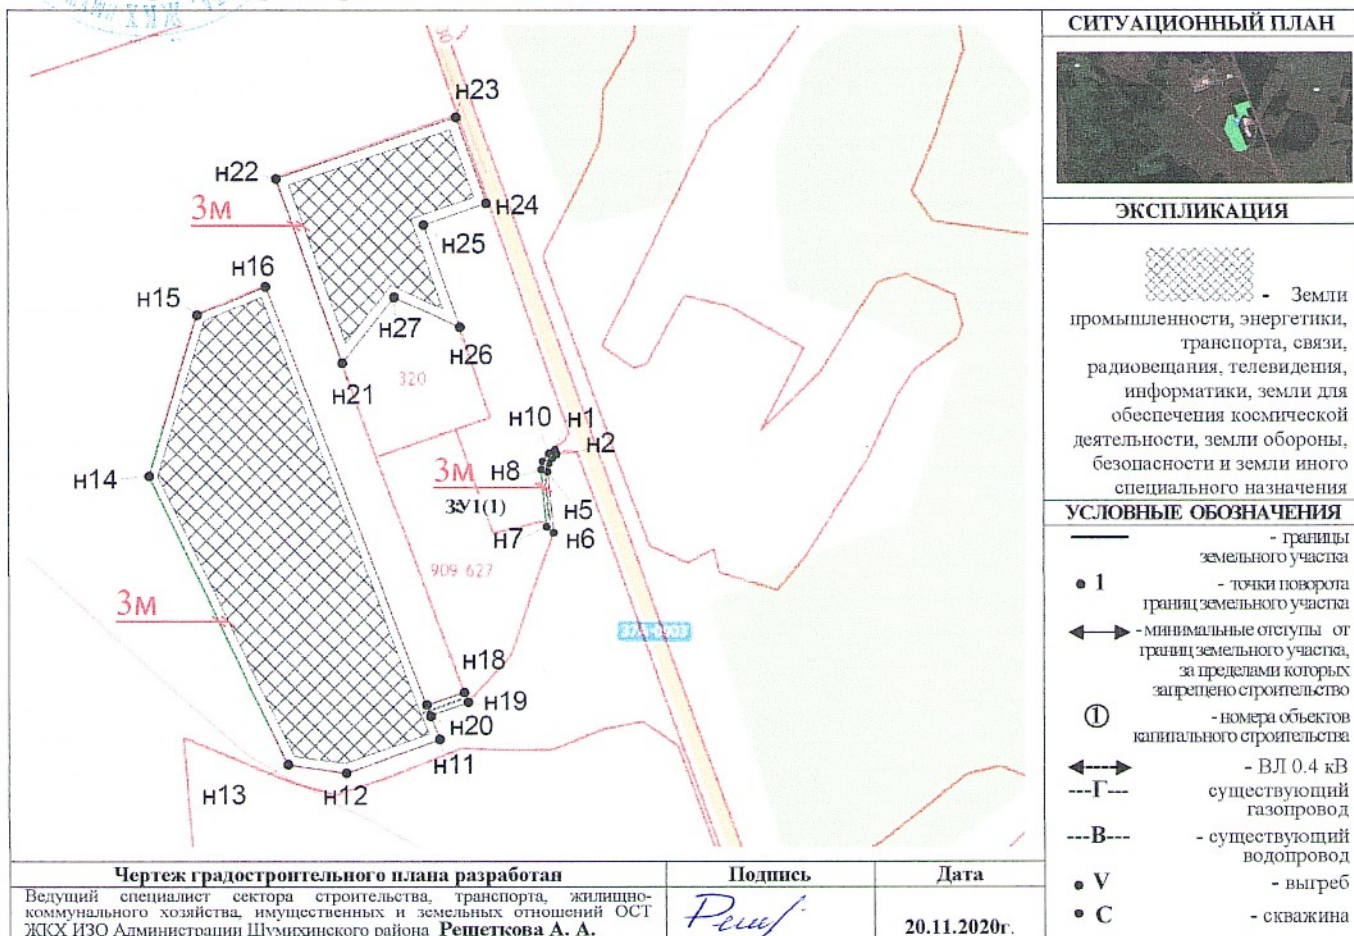 ЖКХ
н23
н22
3м
н24
н25
н16
н15
н27
н26
н21
320
н10
н1
н2
н14
н8
3м
ЗУ1(1)
н5
н7
н6
909 627
3м
н18
н19
н20
н11
н13
н12
СИТУАЦИОННЫЙ ПЛАН
ЭКСПЛИКАЦИЯ
- Земли
промышленности, энергетики,
транспорта, связи,
радиовещания, телевидения,
информатики, земли для
обеспечения космической
деятельности, земли обороны,
безопасности и земли иного
специального назначения
УСЛОВНЫЕ ОБОЗНАЧЕНИЯ
- границы
земельного участка
1 - точки поворота
границ земельного участка
- минимальные отступы от
границ земельного участка,
за пределами которых
запрещено строительство
1 - номера объектов
капитального строительства
- ВЛ 0.4 кВ
---Г--- существующий
газопровод
---В--- - существующий
водопровод
V - выгреб
С - скважина
Чертеж градостроительного плана разработан Подпись Дата
Ведущий специалист сектора строительства, транспорта, жилищно-
коммунального хозяйства, имущественных и земельных отношений ОСТ
ЖКХ ИЗО Администрации Шумихинского района Решеткова А. А.
20.11.2020г.